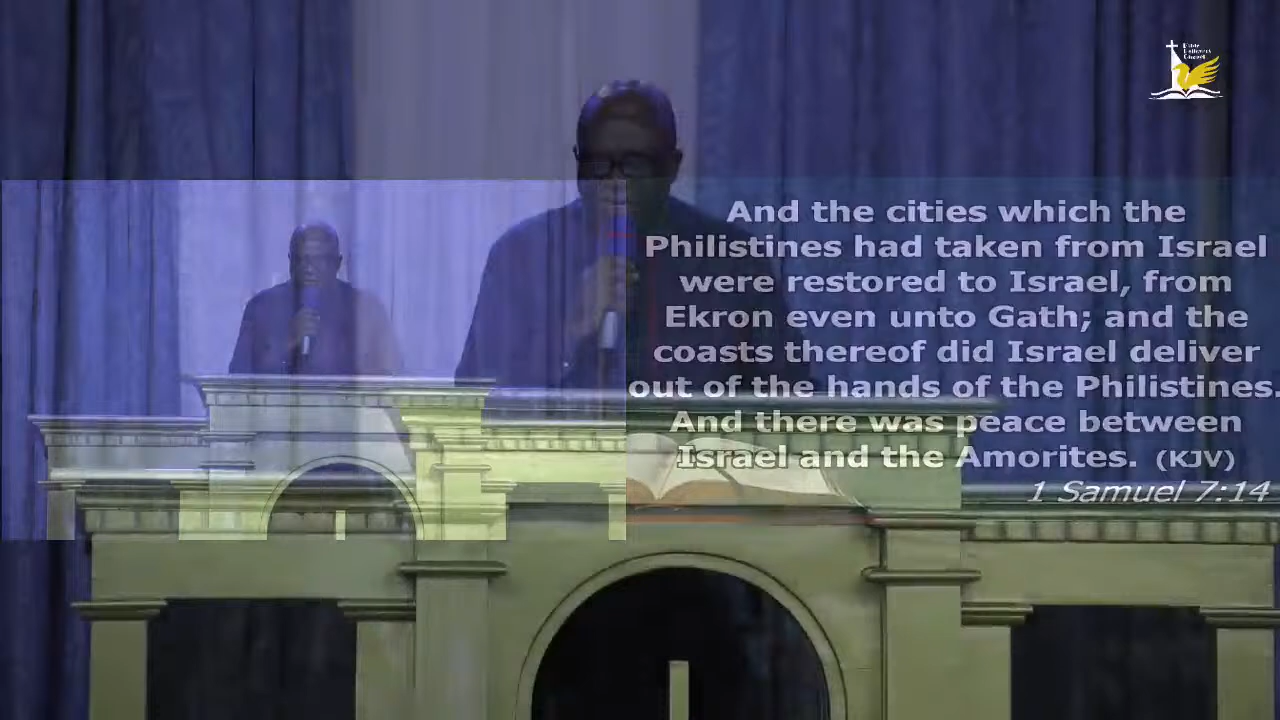 And the cities which the
Philistines had taken from Israel
were restored to Israel, from
Ekron even unto Gath; and the
coasts thereof did Israel deliver
out of the hands of the Philistines.
And there was peace between
Israel and the Amorites. (KJV)
1 Samuel 7:14